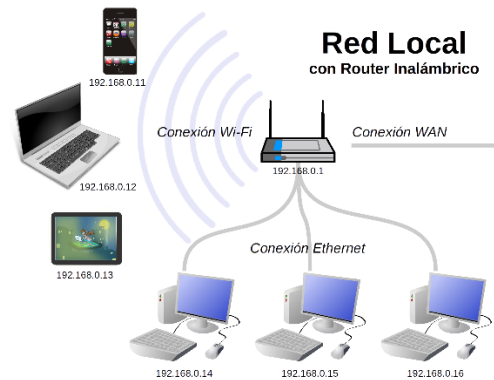 Red Local
con Router Inalámbrico
192.168.0.11
Conexión Wi-Fi
Conexión WAN
192.168.0.1
192.168.0.12
Conexión Ethernet
192.168.0.13
192.168.0.14
192.168.0.15
192.168.0.16